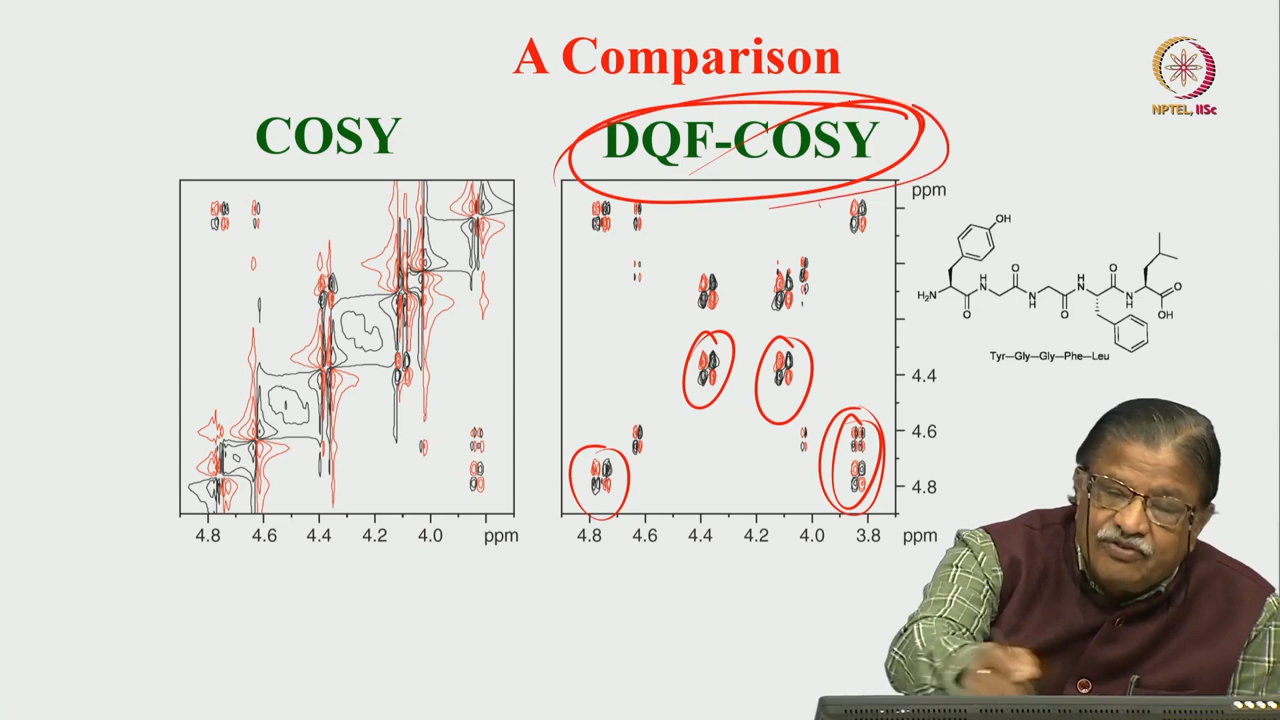 A Comparison
NPTEL, IISc
COSY
DQF-COSY
ppm
4.4
4.6
4.8
4.8 4.6 4.4 4.2 4.0 ppm
4.8 4.6 4.4 4.2 4.0 3.8 ppm
OH
H₂N
O
H
N
O
N
H
O
H
N
O
N
H
O
OH
Tyr—Gly—Gly—Phe—Leu